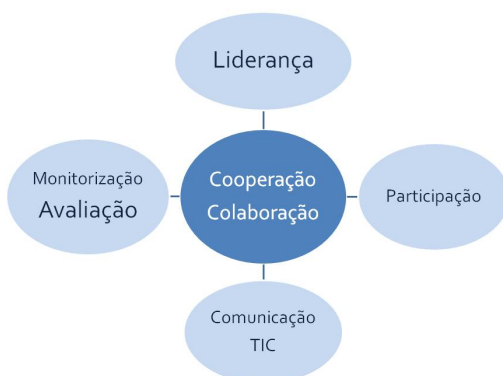 Liderança
Monitorização
Avaliação
Cooperação
Colaboração
Participação
Comunicação
TIC